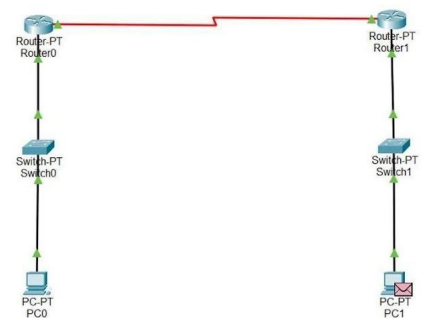 Router-PT
Router0
Router-PT
Router1
Switch-PT
Switch0
Switch-PT
Switch1
PC-PT
PC0
PC-PT
PC1